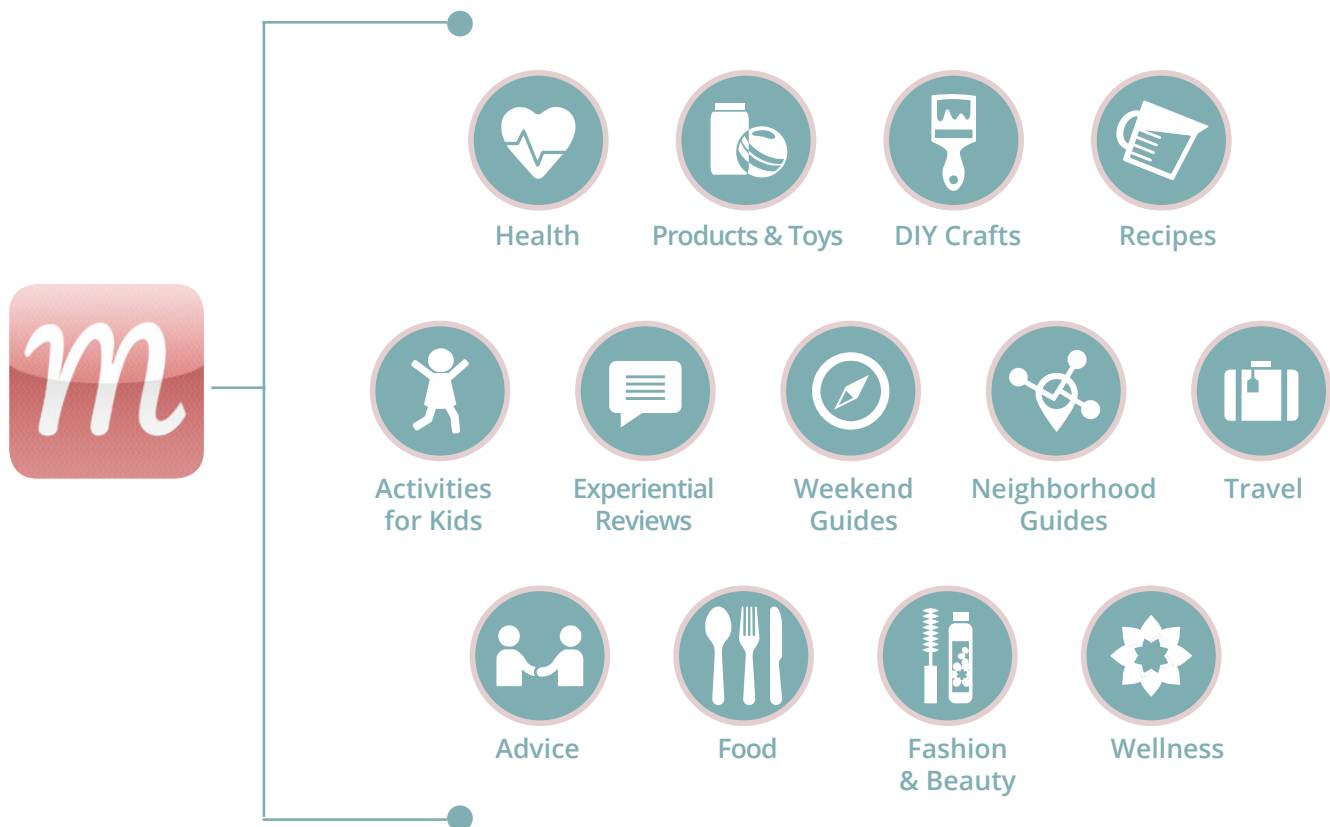 Health
Products & Toys
DIY Crafts
Recipes
m
Activities
for Kids
Experiential
Reviews
Weekend
Guides
Neighborhood
Guides
Travel
Advice
Food
Fashion
& Beauty
Wellness